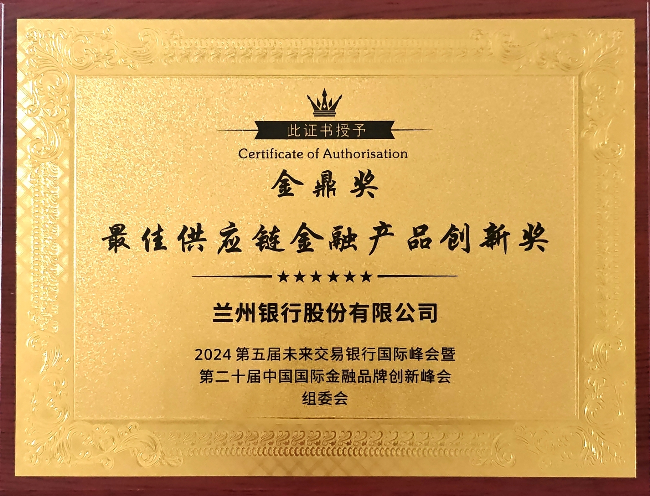 此证书授予
Certificate of Authorisation
金鼎奖
最佳供应链金融产品创新奖
★★★★★★
兰州银行股份有限公司
2024 第五届未来交易银行国际峰会暨
第二十届中国国际金融品牌创新峰会
组委会